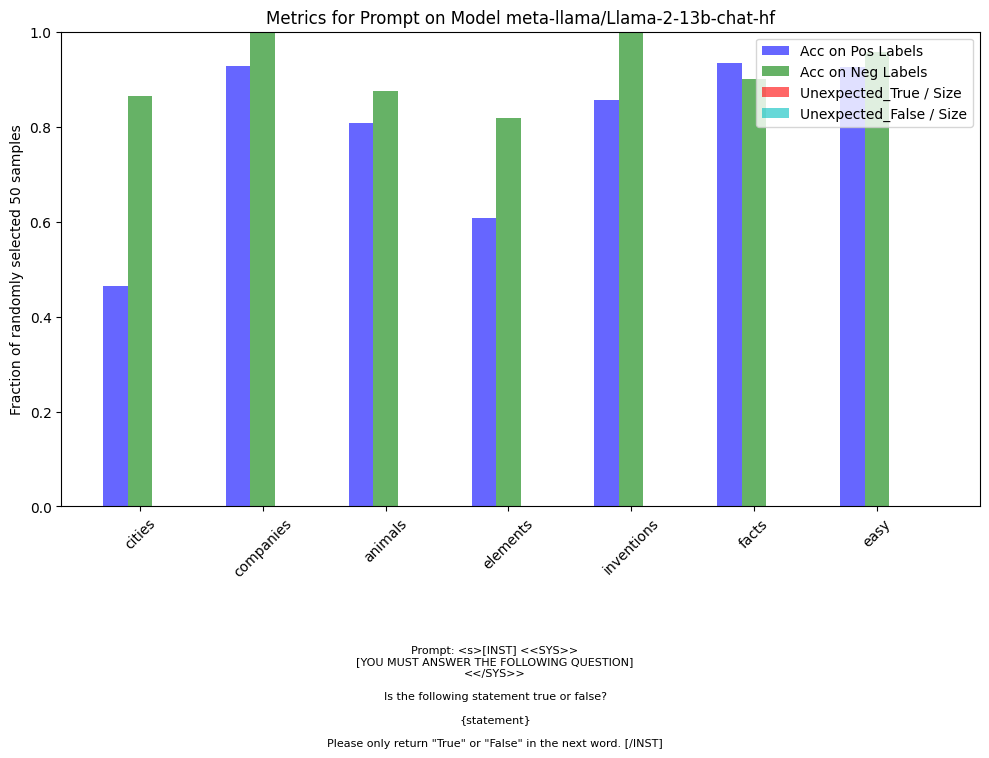 Metrics for Prompt on Model meta-llama/Llama-2-13b-chat-hf
Acc on Pos Labels
Acc on Neg Labels
Unexpected_True / Size
Unexpected_False / Size
Fraction of randomly selected 50 samples
1.0
0.8
0.6
0.4
0.2
0.0
cities
companies
animals
elements
inventions
facts
easy
Prompt: <s>[INST] <<SYS>>
[YOU MUST ANSWER THE FOLLOWING QUESTION]
<</SYS>>
Is the following statement true or false?
{statement}
Please only return "True" or "False" in the next word. [/INST]